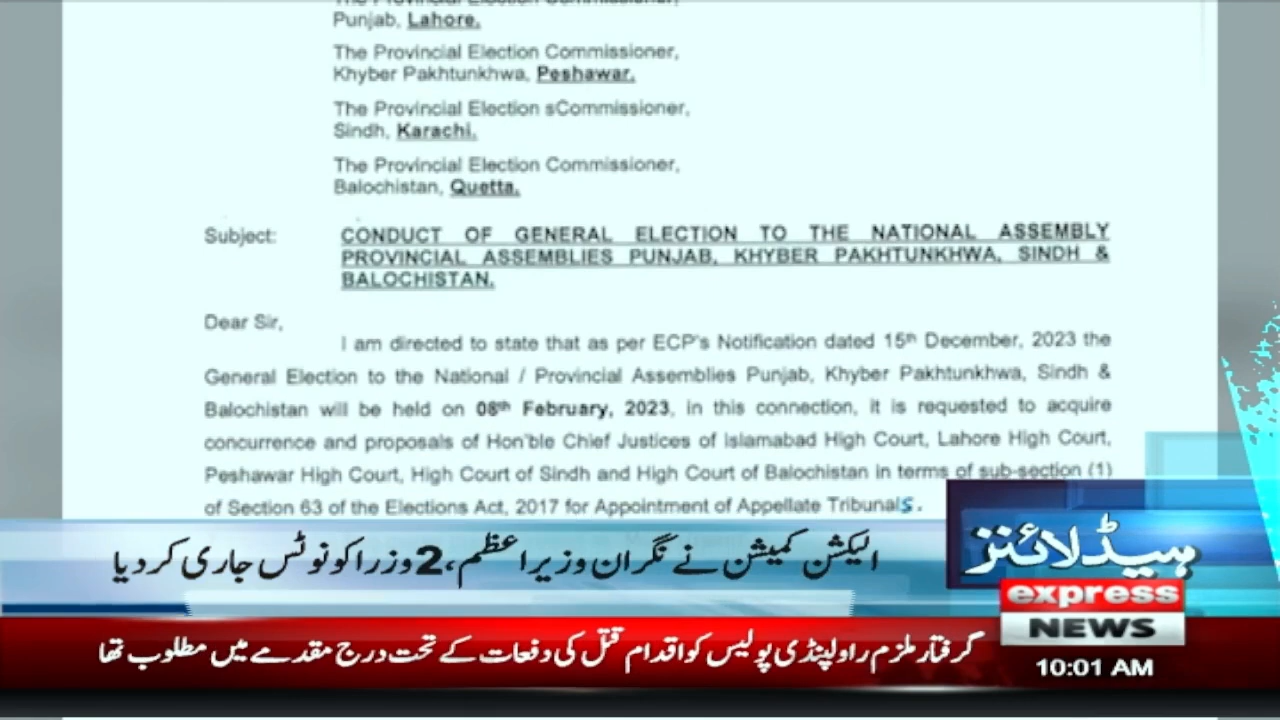 Punjab, Lahore.
The Provincial Election Commissioner,
Khyber Pakhtunkhwa, Peshawar.
The Provincial Election sCommissioner,
Sindh, Karachi.
The Provincial Election Commissioner,
Balochistan, Quetta.
Subject: CONDUCT OF GENERAL ELECTION TO THE NATIONAL ASSEMBLY
PROVINCIAL ASSEMBLIES PUNJAB, KHYBER PAKHTUNKHWA, SINDH &
BALOCHISTAN.
Dear Sir,
I am directed to state that as per ECP's Notification dated 15th December, 2023 the
General Election to the National / Provincial Assemblies Punjab, Khyber Pakhtunkhwa, Sindh &
Balochistan will be held on 08th February, 2023, in this connection, it is requested to acquire
concurrence and proposals of Hon'ble Chief Justices of Islamabad High Court, Lahore High Court,
Peshawar High Court, High Court of Sindh and High Court of Balochistan in terms of sub-section (1)
of Section 63 of the Elections Act, 2017 for Appointment of Appellate Tribunals.
الیکشن کمیشن نے نگران وزیراعظم، 2 وزرا کو نوٹس جاری کر دیا
ہیڈلائنز
express
NEWS
10:01 AM
گرفتار ملزم راولپنڈی پولیس کو اقدام قتل کی دفعات کے تحت درج مقدمے میں مطلوب تھا